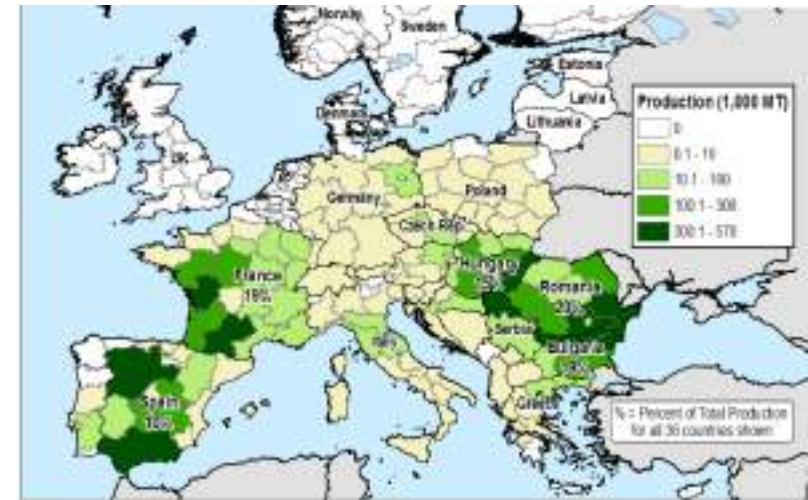 Norway
Sweden
Estonia
Latvia
Lithuania
Denmark
UK
Production (1,000 MT)
0
0.1 - 10
10.1 - 100
100.1 - 300
300.1 - 570
Germany
Poland
Czech Rep.
France
19%
Hungary
Romania
Serbia
Bulgaria
Italy
Spain
Greece
% = Percent of Total Production
for all 36 countries shown